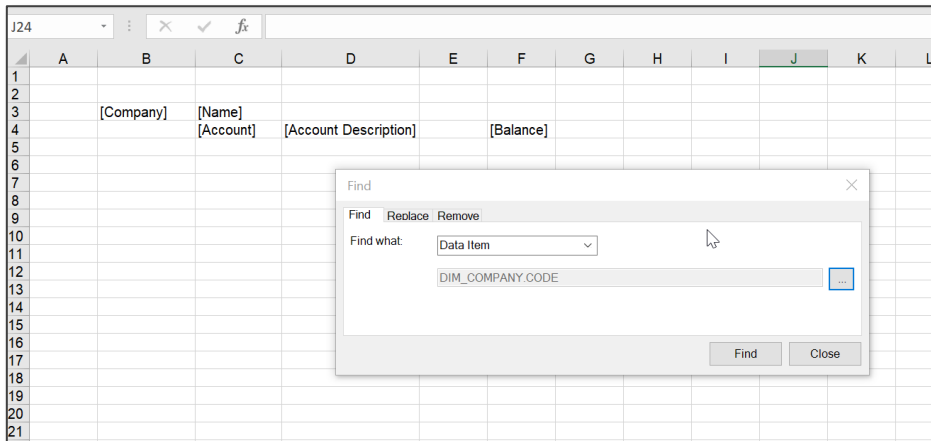 J24 fx
A B C D E F G H I J K L
1
2
3 [Company] [Name]
4 [Account] [Account Description] [Balance]
5
6
7
8
9
10
11
12
13
14
15
16
17
18
19
20
21
Find
Find Replace Remove
Find what: Data Item
DIM_COMPANY.CODE ...
Find Close